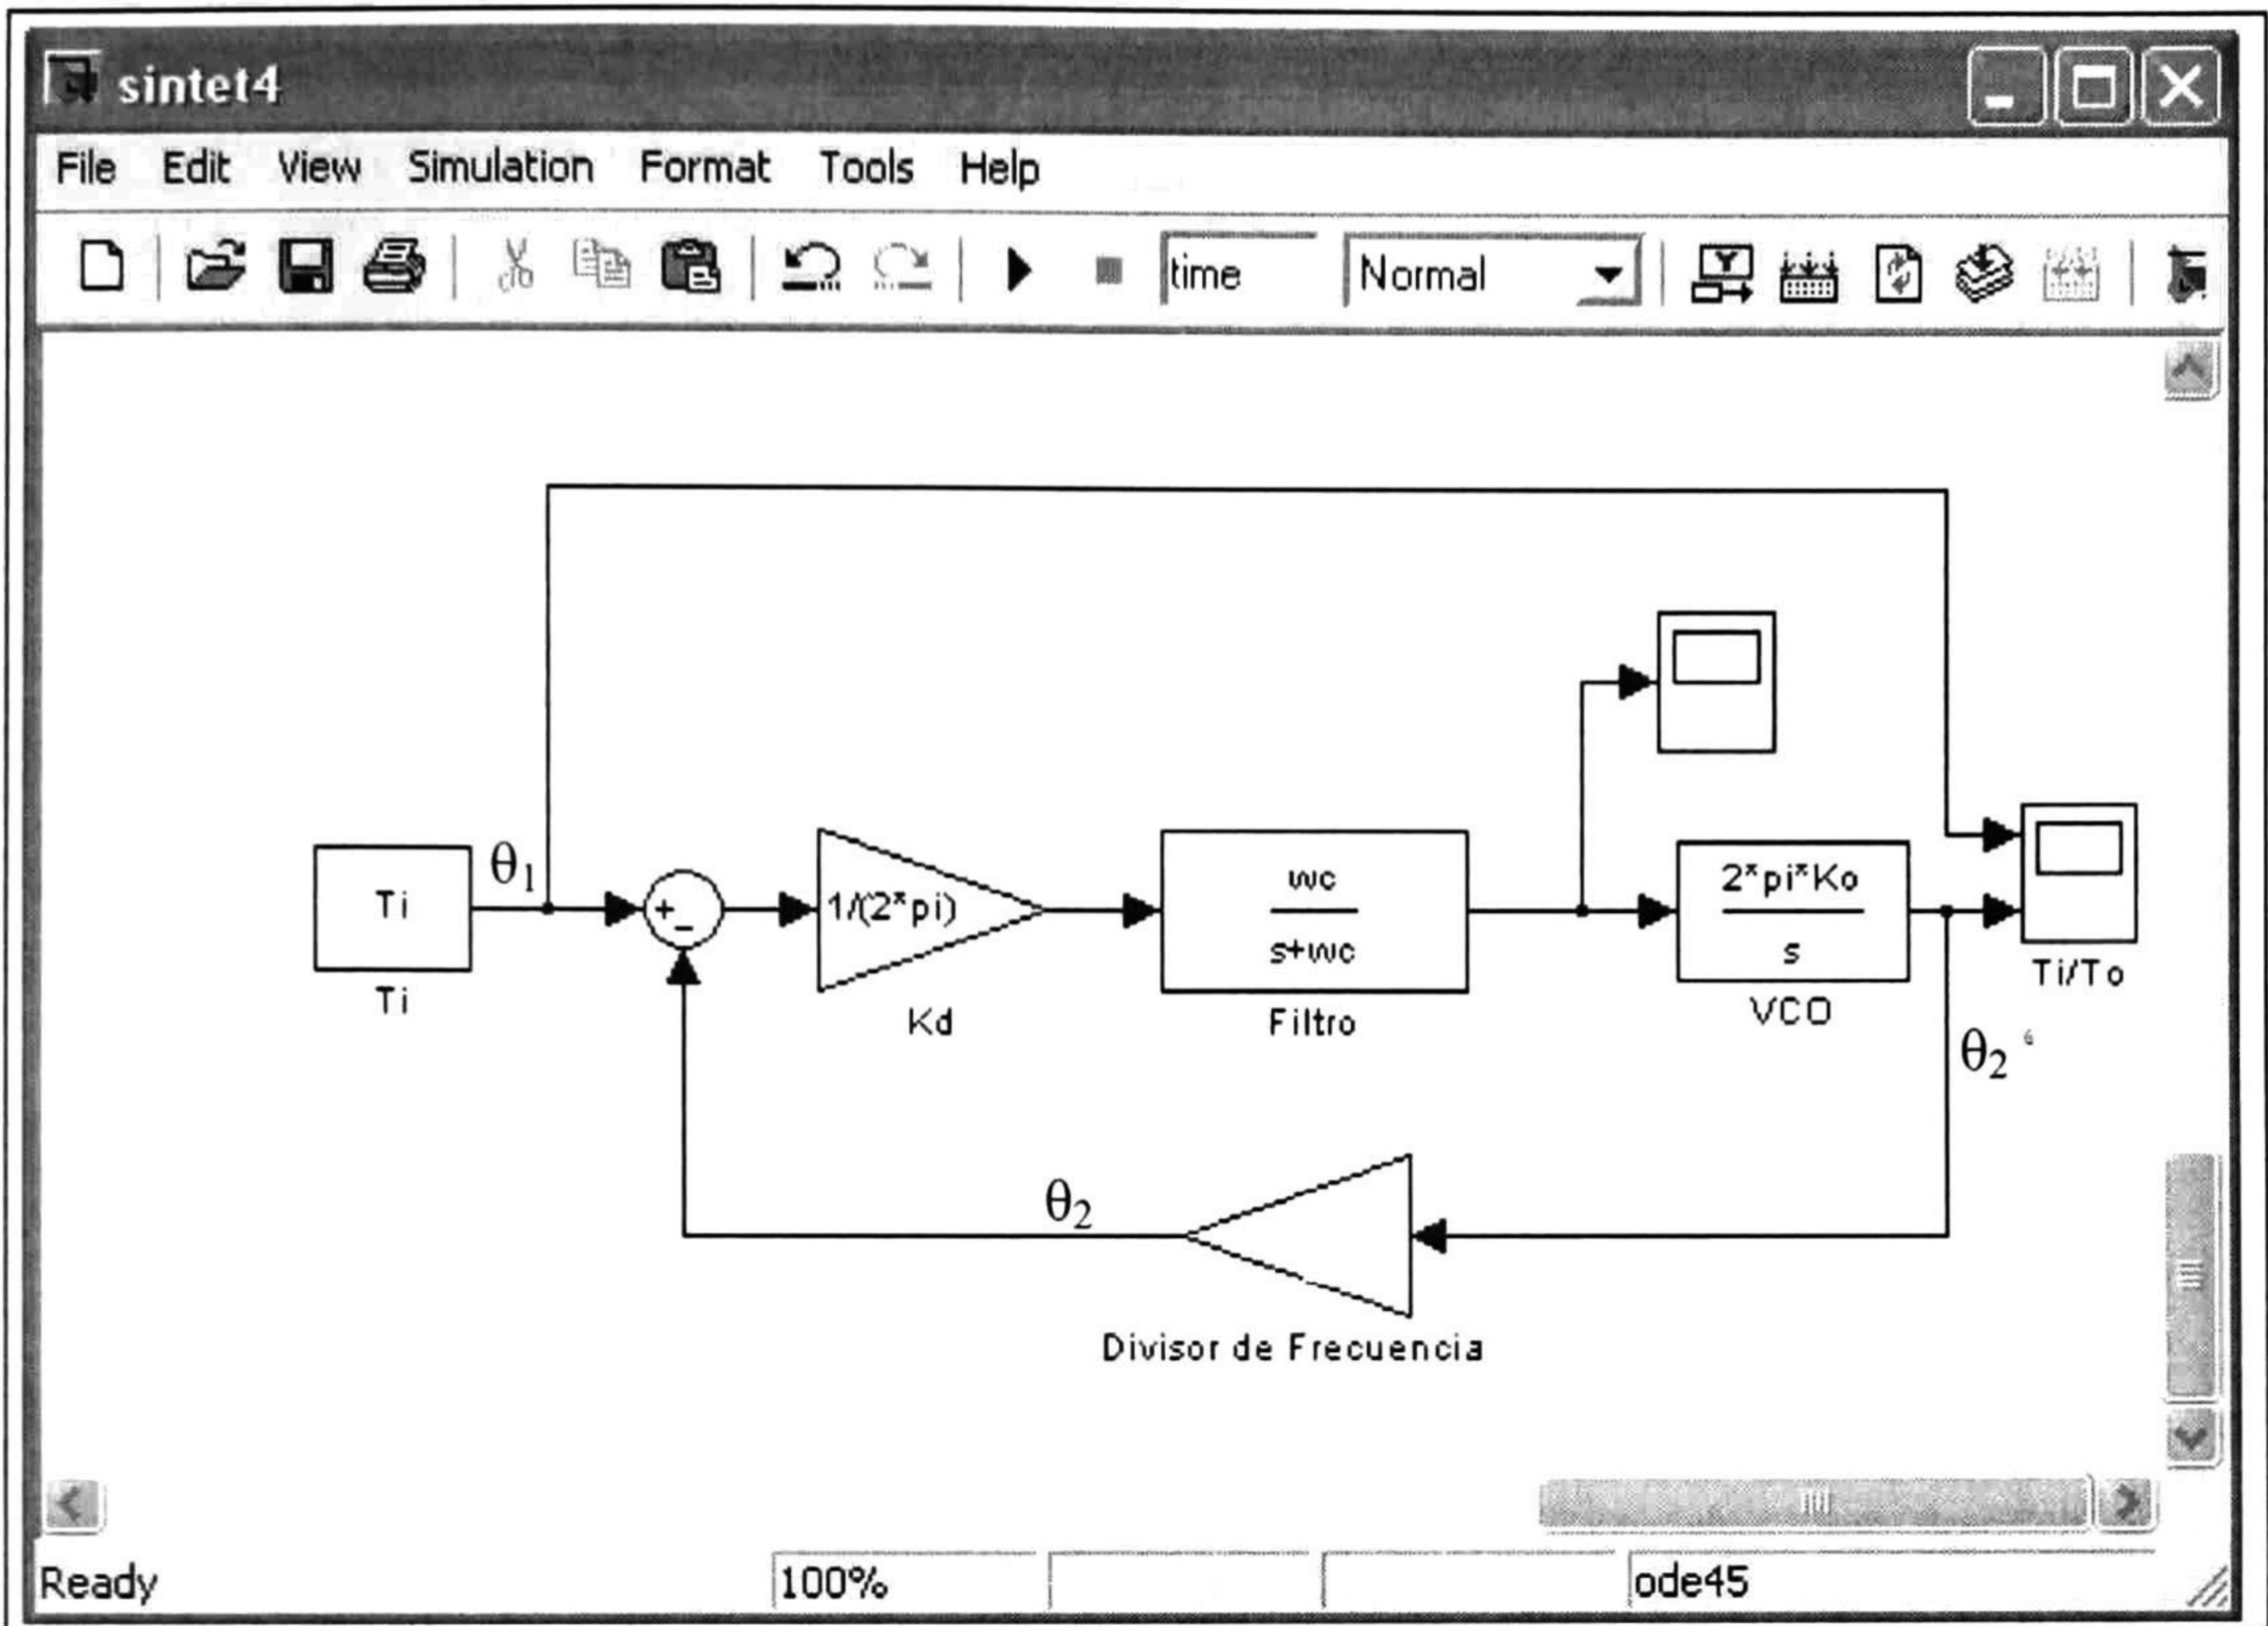 sintet4
File Edit View Simulation Format Tools Help
time Normal
θ1
Ti
Ti
+
−
1/(2*pi)
Kd
wc
s+wc
Filtro
2*pi*Ko
s
VCO
Ti/To
θ2
θ2
Divisor de Frecuencia
Ready 100% ode45